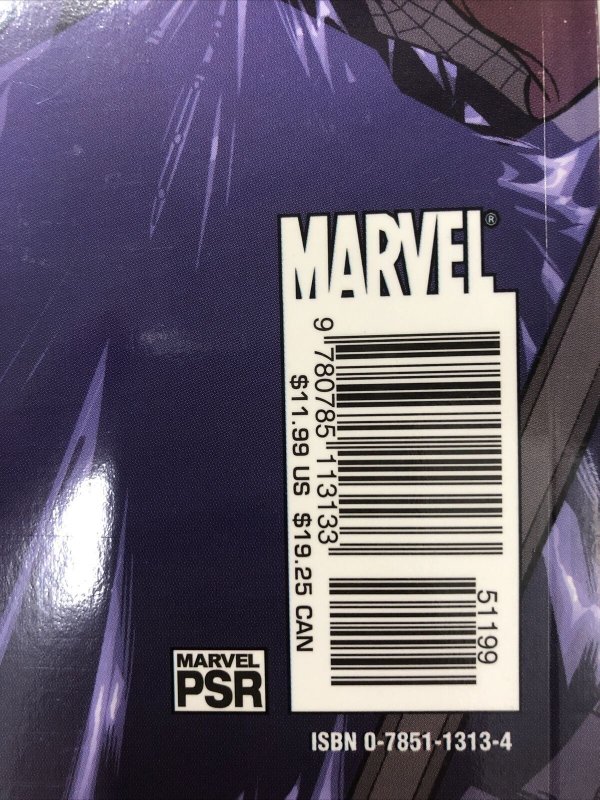 MARVEL®
9 780785 113133
$11.99 US $19.25 CAN
51199
MARVEL
PSR
ISBN 0-7851-1313-4